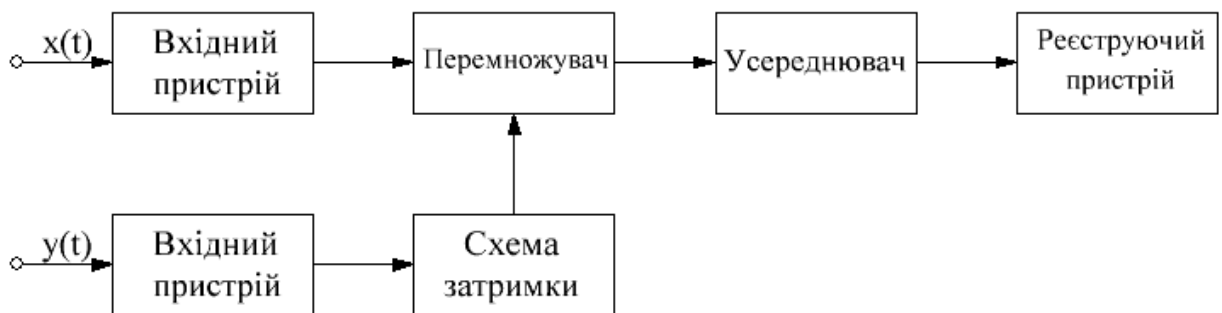 x(t)
Вхідний
пристрій
Перемножувач
Усереднювач
Реєструючий
пристрій
y(t)
Вхідний
пристрій
Схема
затримки